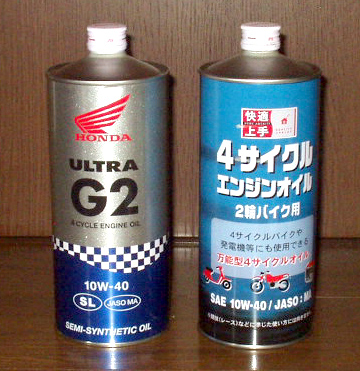 HONDA
ULTRA
G2
4 CYCLE ENGINE OIL
10W-40
SL
JASO MA
SEMI-SYNTHETIC OIL
快適
上手
4サイクル
エンジンオイル
2輪バイク用
4サイクルバイクや
発電機等にも使用できる
万能型4サイクルオイル
SAE 10W-40/JASO:MA